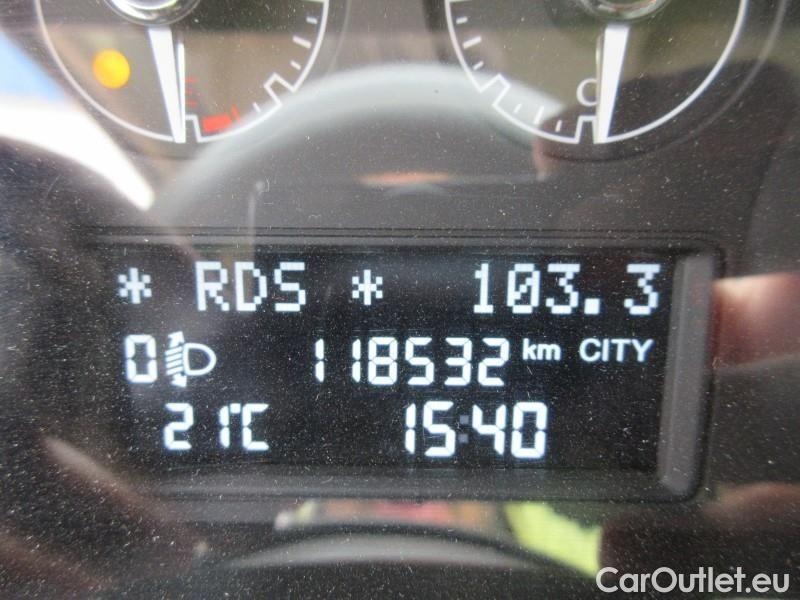 E
C
* RDS * 103.3
0 118532 km CITY
21°C 15:40
CarOutlet.eu